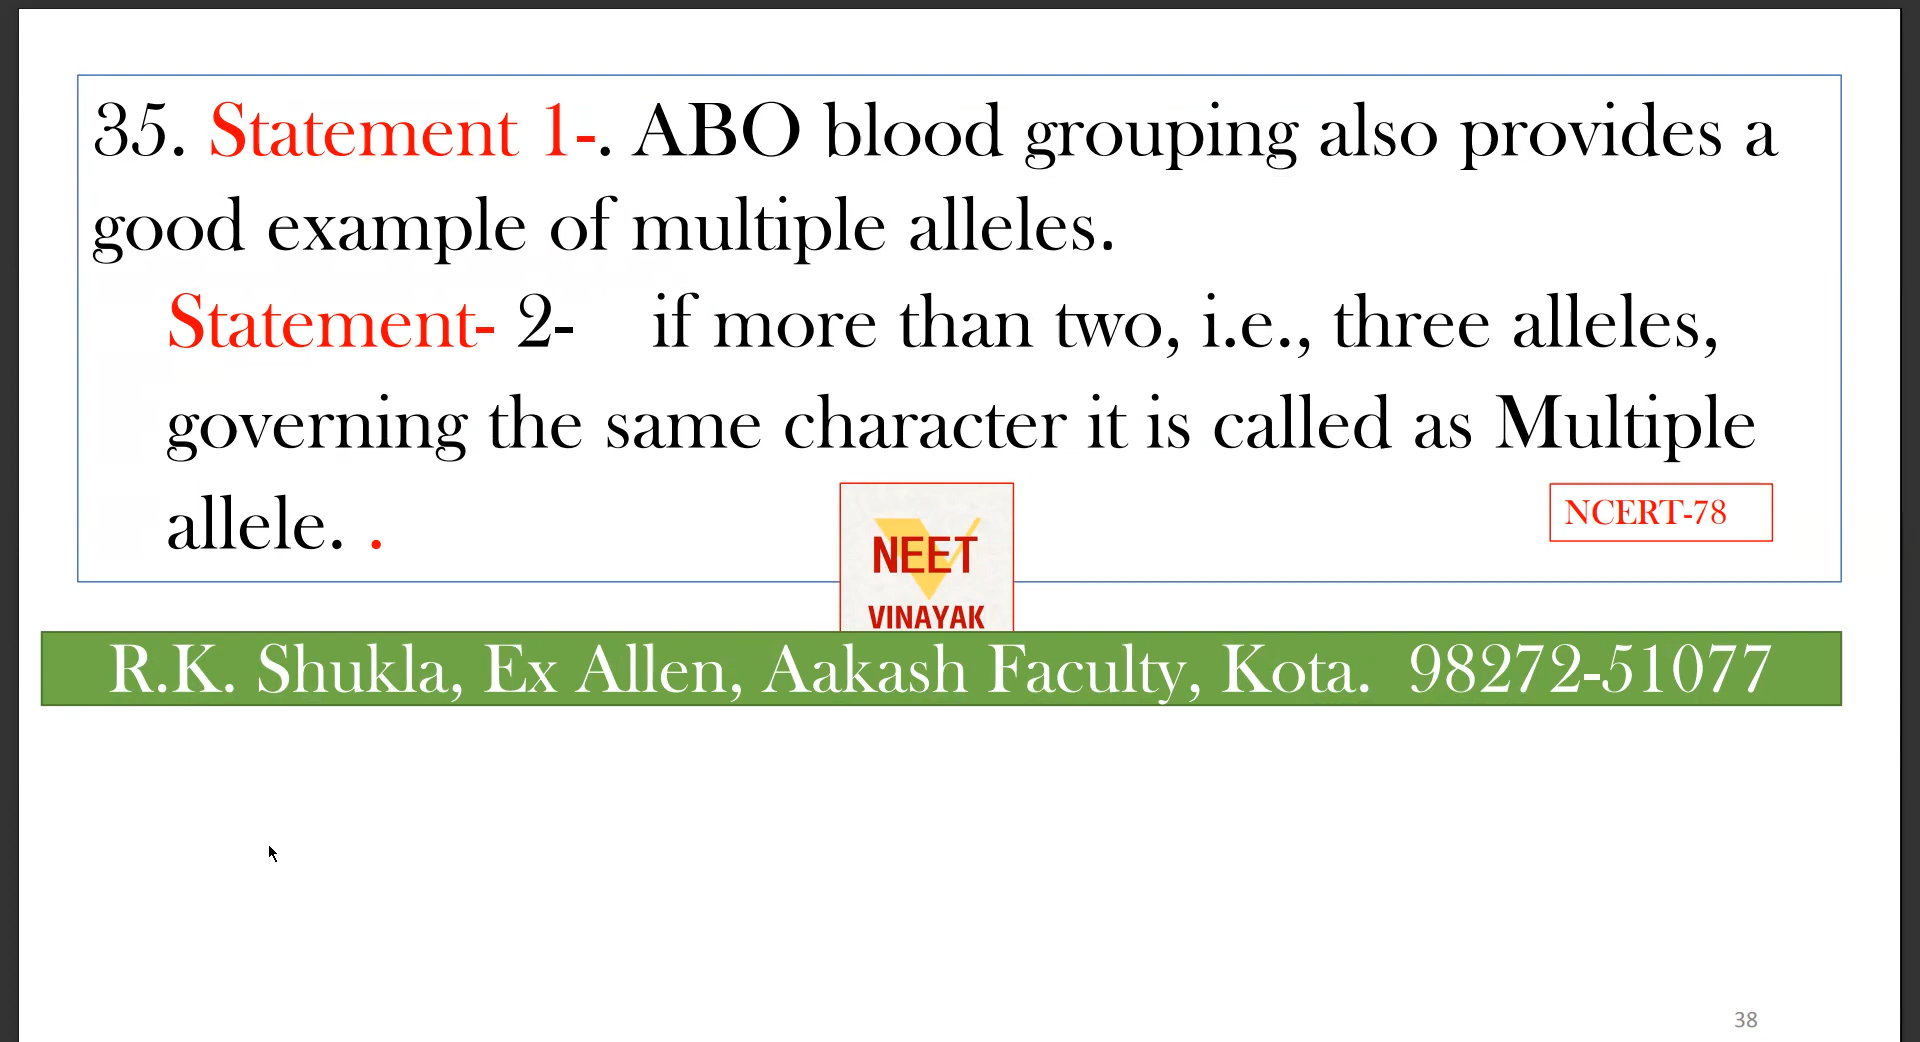 35. Statement 1-. ABO blood grouping also provides a
good example of multiple alleles.
Statement- 2- if more than two, i.e., three alleles,
governing the same character it is called as Multiple
allele. .
NCERT-78
NEET
VINAYAK
R.K. Shukla, Ex Allen, Aakash Faculty, Kota. 98272-51077
38